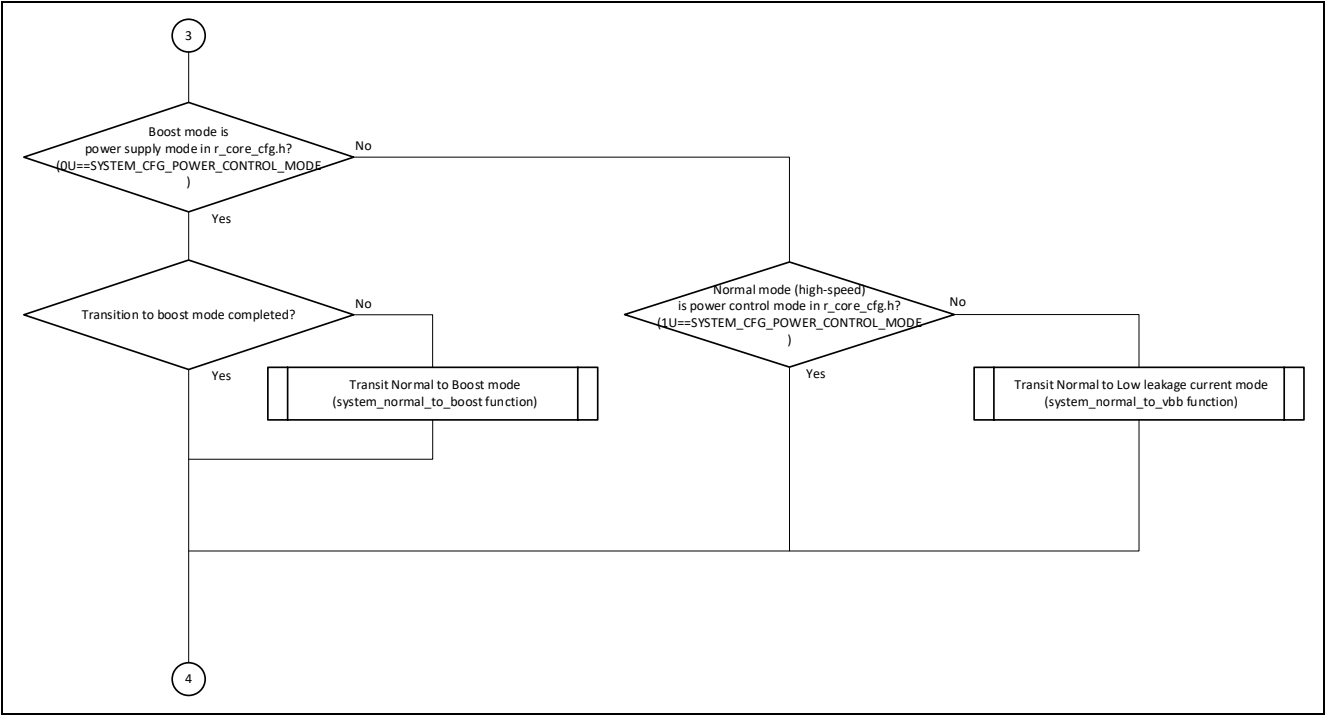 3
Boost mode is
power supply mode in r_core_cfg.h?
(0U==SYSTEM_CFG_POWER_CONTROL_MODE
)
No
Yes
Transition to boost mode completed?
No
Yes
Transit Normal to Boost mode
(system_normal_to_boost function)
Normal mode (high-speed)
is power control mode in r_core_cfg.h?
(1U==SYSTEM_CFG_POWER_CONTROL_MODE
)
No
Yes
Transit Normal to Low leakage current mode
(system_normal_to_vbb function)
4